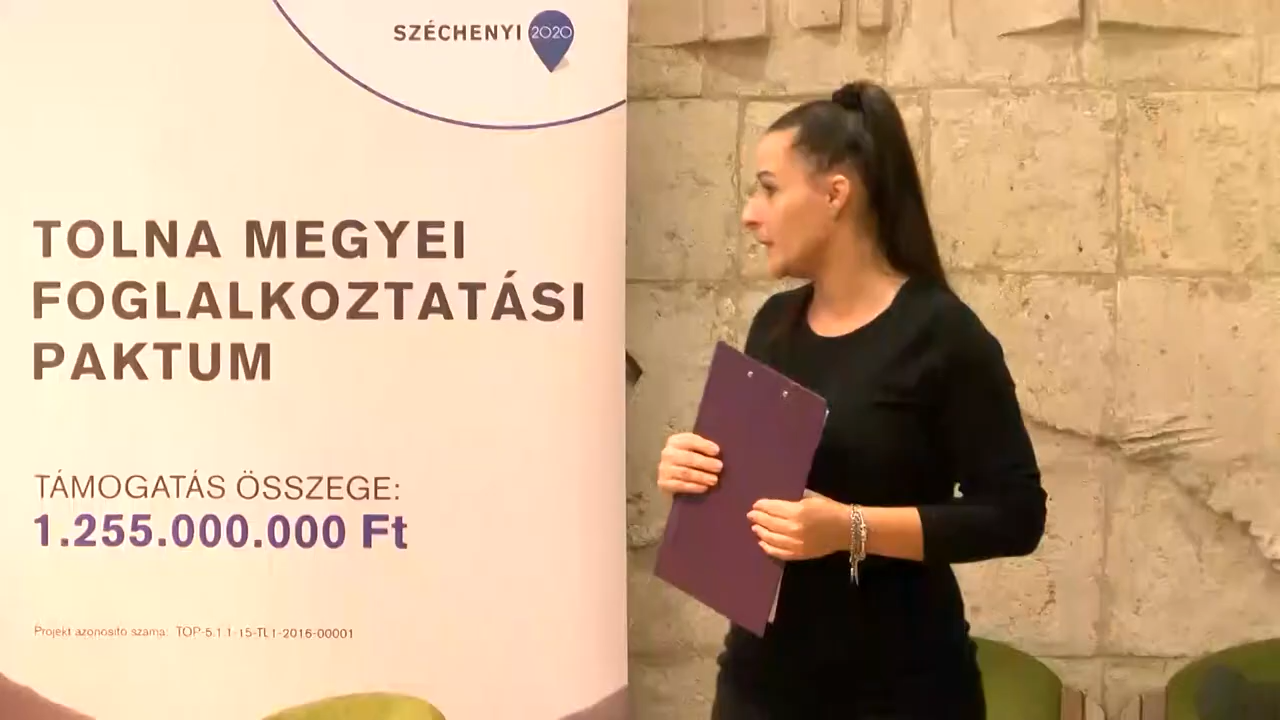 SZÉCHENYI 2020
TOLNA MEGYEI
FOGLALKOZTATÁSI
PAKTUM
TÁMOGATÁS ÖSSZEGE:
1.255.000.000 Ft
Projekt azonosító száma: TOP-5.1.1-15-TL1-2016-00001